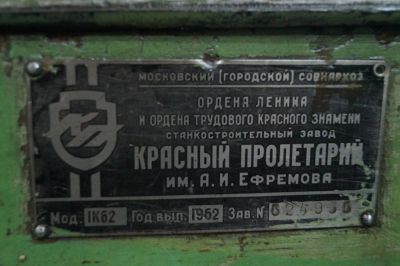 МОСКОВСКИЙ (ГОРОДСКОЙ) СОВНАРХОЗ
ОРДЕНА ЛЕНИНА
И ОРДЕНА ТРУДОВОГО КРАСНОГО ЗНАМЕНИ
СТАНКОСТРОИТЕЛЬНЫЙ ЗАВОД
КРАСНЫЙ ПРОЛЕТАРИЙ
ИМ. А. И. ЕФРЕМОВА
Мод. 1К62 Год вып. 1962 Зав. N